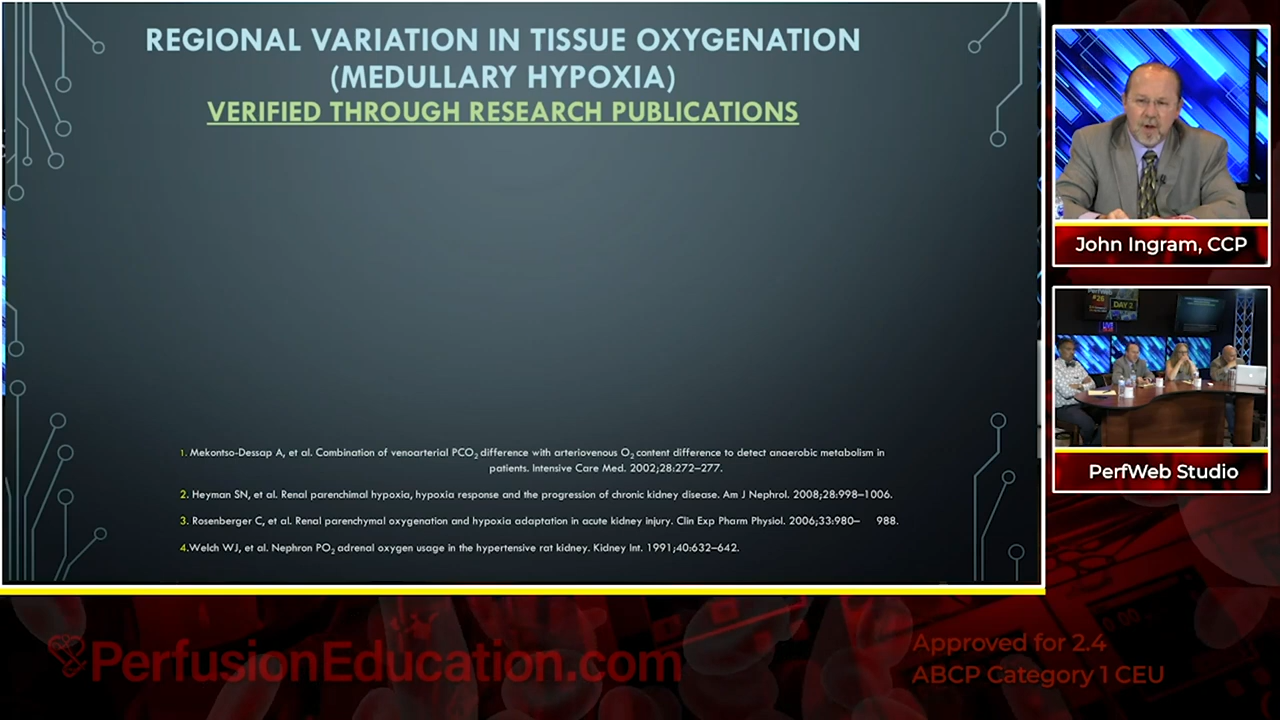 REGIONAL VARIATION IN TISSUE OXYGENATION
(MEDULLARY HYPOXIA)
VERIFIED THROUGH RESEARCH PUBLICATIONS
1. Mekontso-Dessap A, et al. Combination of venoarterial PCO2 difference with arteriovenous O2 content difference to detect anaerobic metabolism in
patients. Intensive Care Med. 2002;28:272–277.
2. Heyman SN, et al. Renal parenchimal hypoxia, hypoxia response and the progression of chronic kidney disease. Am J Nephrol. 2008;28:998–1006.
3. Rosenberger C, et al. Renal parenchymal oxygenation and hypoxia adaptation in acute kidney injury. Clin Exp Pharm Physiol. 2006;33:980– 988.
4.Welch WJ, et al. Nephron PO2 adrenal oxygen usage in the hypertensive rat kidney. Kidney Int. 1991;40:632–642.
John Ingram, CCP
DAY 2
PerfWeb Studio
PerfusionEducation.com
Approved for 2.4
ABCP Category 1 CEU